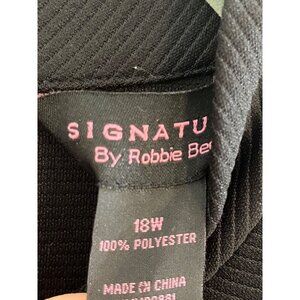 SIGNATU
By Robbie Be
18W
100% POLYESTER
MADE IN CHINA